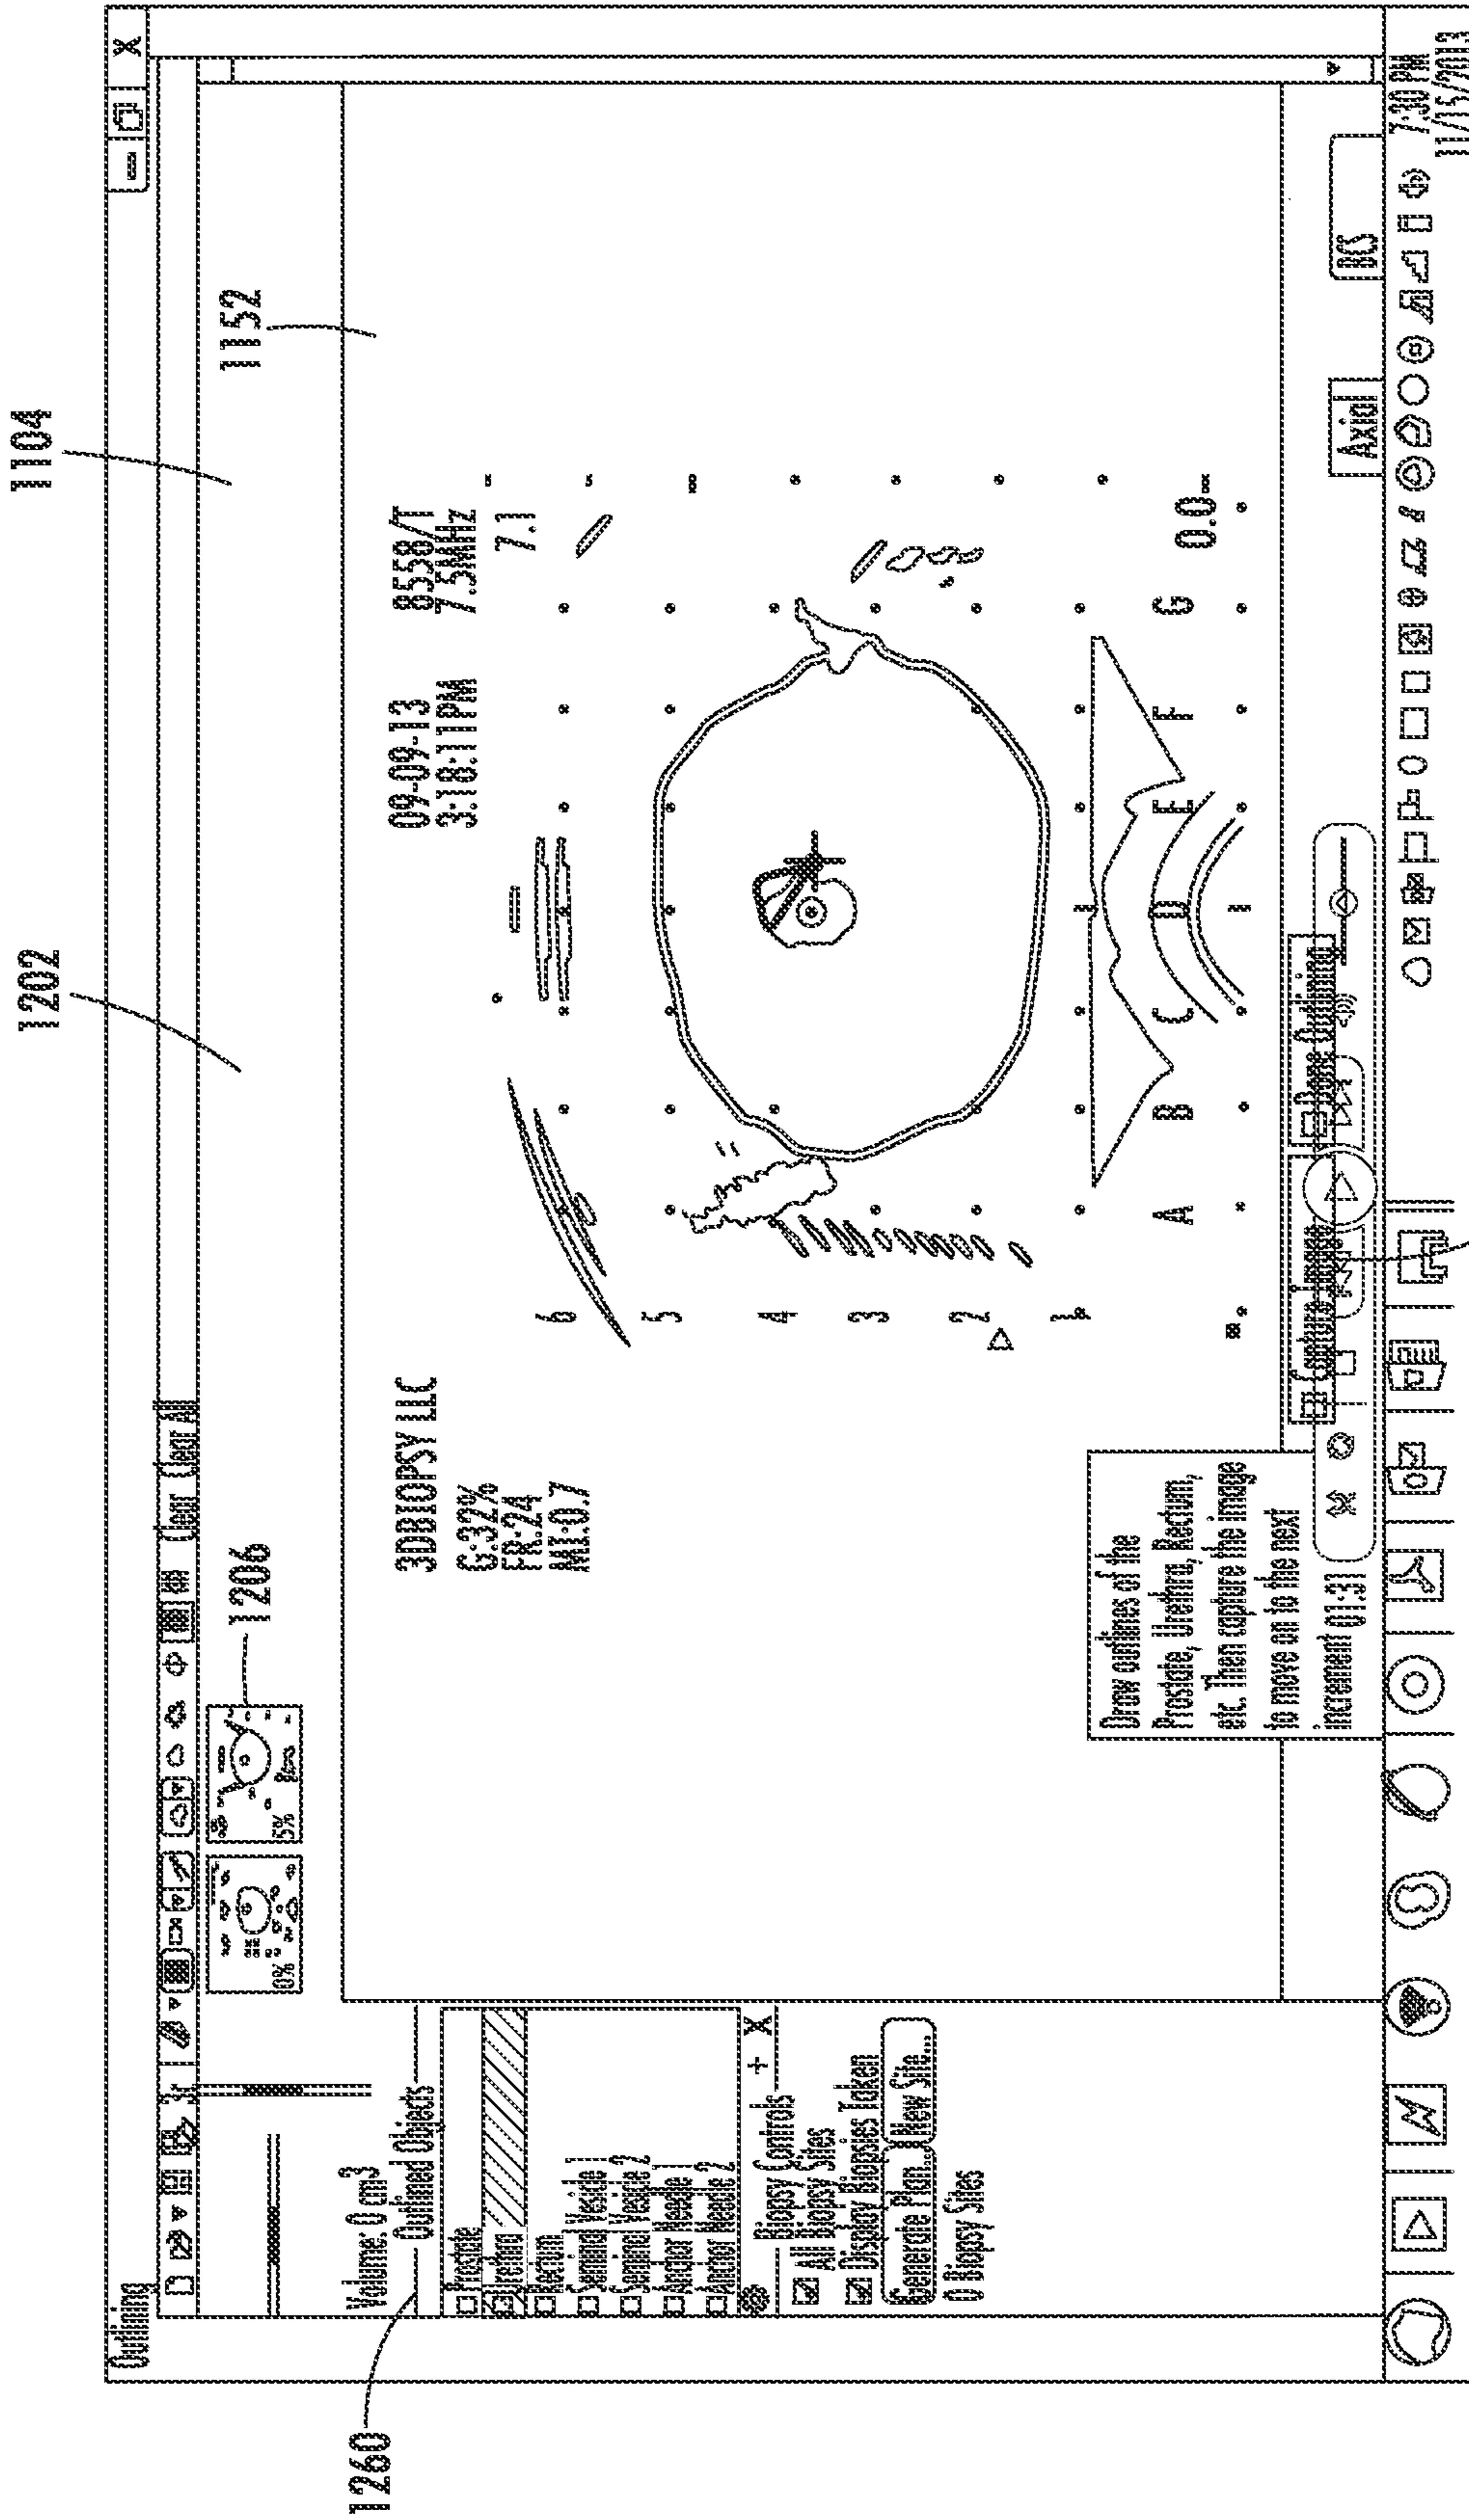 1202
1104
Outlining
X
Clear Clear All
1206
1152
0%
5%
1260
Volume: 0 cm3
Outlined Objects
Prostate
Urethra
Rectum
Seminal Vesicle 1
Seminal Vesicle 2
Anchor Needle 1
Anchor Needle 2
+ X
Biopsy Controls
All Biopsy Sites
Display Biopsies Taken
Generate Plan...
New Site...
0 Biopsy Sites
3DBIOPSY LLC
G:32%
FR:24
MI:0.7
09-09-13
3:18:11PM
8558/T
7.5MHz
7.1
6
5
4
3
2
1
A B C D E F G
0.0
Draw outlines of the
Prostate, Urethra, Rectum,
etc. Then capture the image
to move on to the next
increment
01:31
Capture Image
Done Outlining
Axial
BCS
7:30 PM
11/15/2013